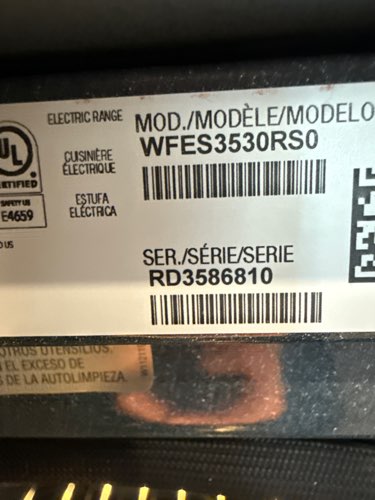 ELECTRIC RANGE
MOD./MODÈLE/MODELO
WFES3530RS0
UL
CUISINIÈRE
ÉLECTRIQUE
ESTUFA
ELÉCTRICA
SAFETY US
E4659
SER./SÉRIE/SERIE
RD3586810
OTROS UTENSILIOS,
EL EXCESO DE
S DE LA AUTOLIMPIEZA.